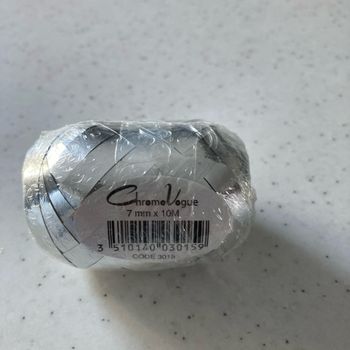 ChromoVogue
7 mm x 10M
3 510140 030159
CODE 3015